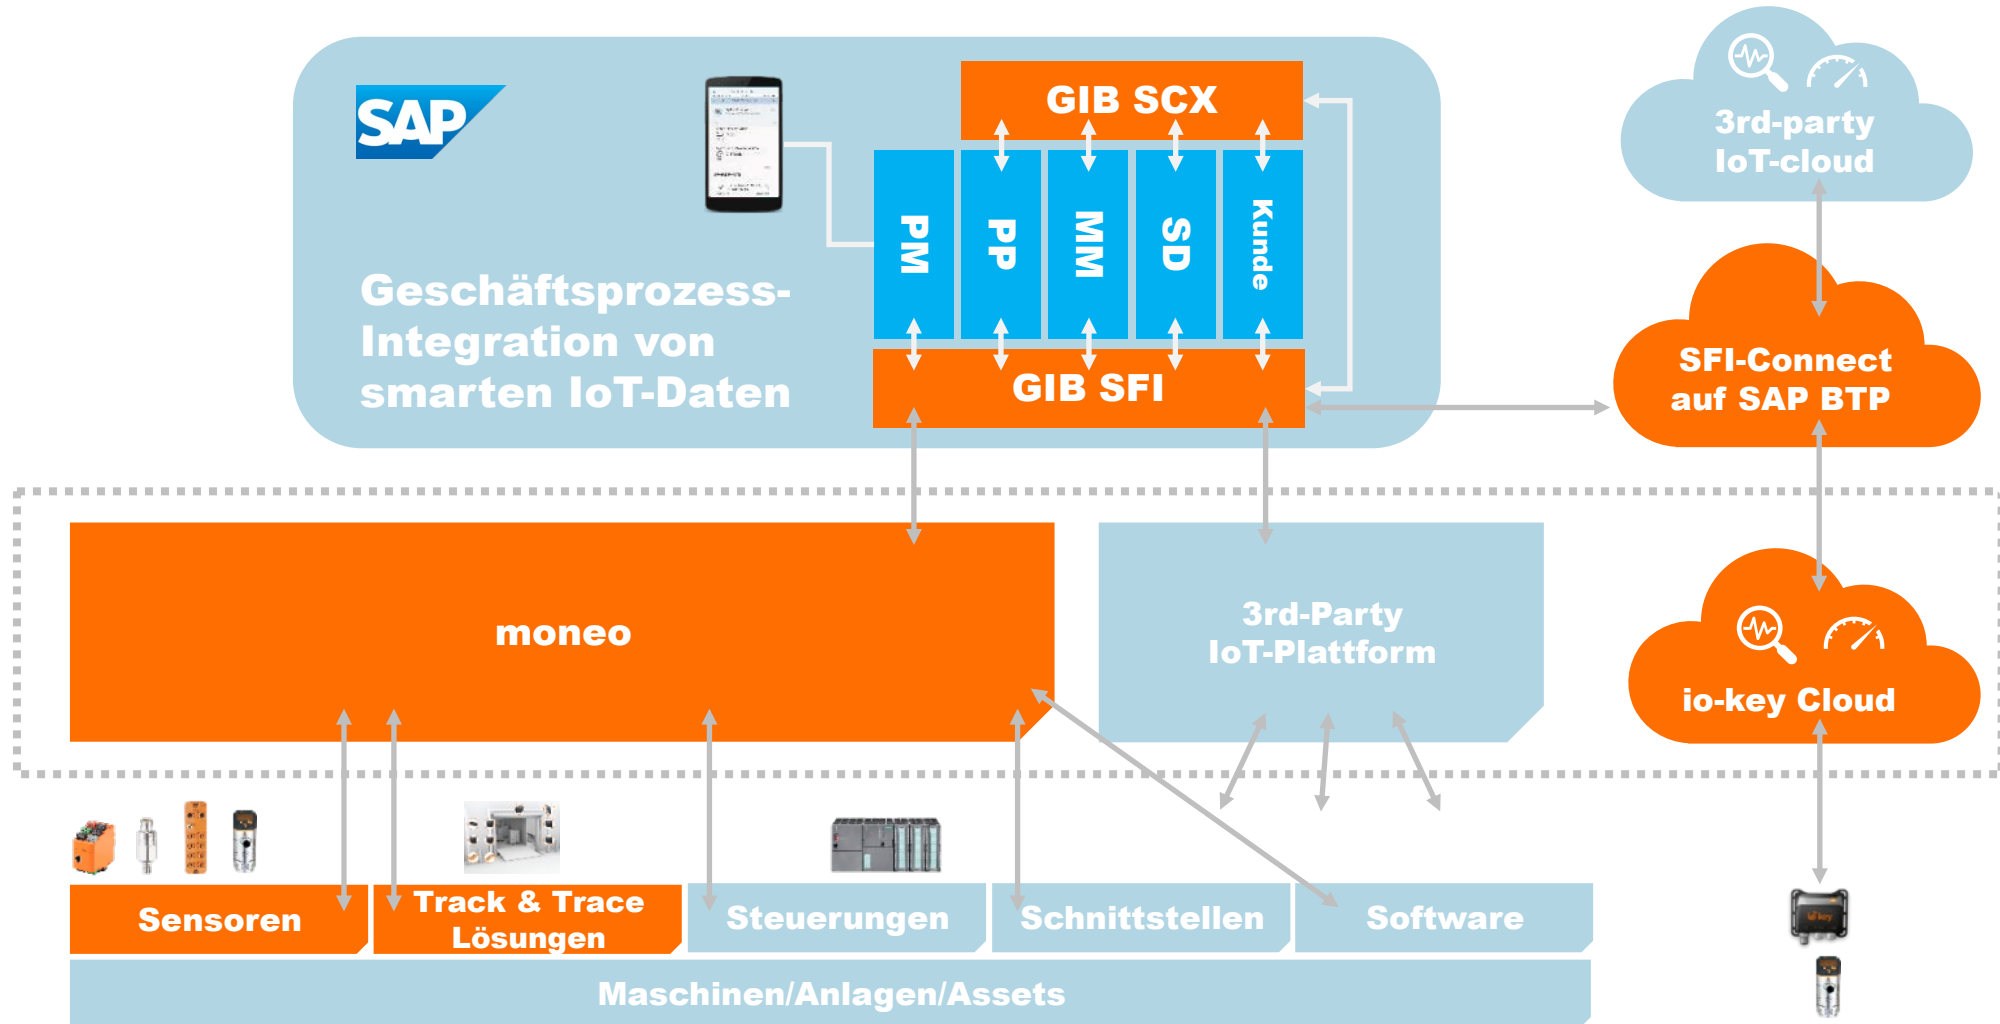 SAP
GIB SCX
PM
PP
MM
SD
Kunde
Geschäftsprozess-
Integration von
smarten IoT-Daten
GIB SFI
3rd-party
IoT-cloud
SFI-Connect
auf SAP BTP
moneo
3rd-Party
IoT-Plattform
io-key Cloud
Sensoren
Track & Trace
Lösungen
Steuerungen
Schnittstellen
Software
Maschinen/Anlagen/Assets